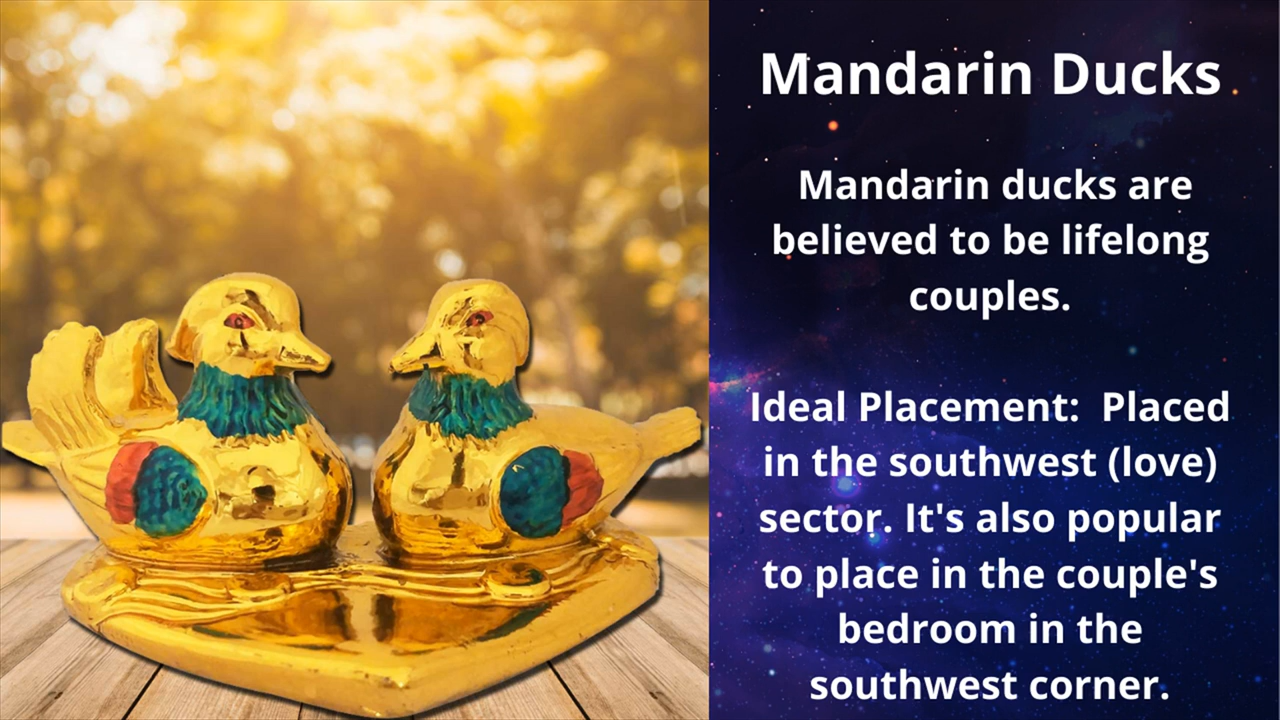 Mandarin Ducks
Mandarin ducks are
believed to be lifelong
couples.
Ideal Placement:  Placed
in the southwest (love)
sector. It's also popular
to place in the couple's
bedroom in the
southwest corner.